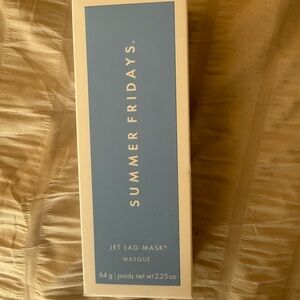 SUMMER FRIDAYS.
JET LAG MASK®
MASQUE
64 g | poids net wt 2.25 oz